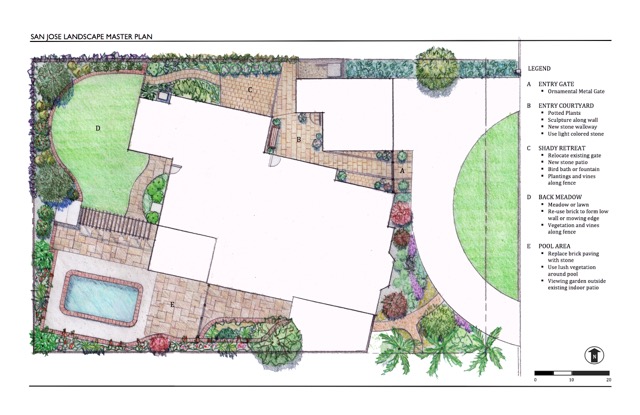 SAN JOSE LANDSCAPE MASTER PLAN
LEGEND
A ENTRY GATE
▪ Ornamental Metal Gate
B ENTRY COURTYARD
▪ Potted Plants
▪ Sculpture along wall
▪ New stone walkway
▪ Use light colored stone
C SHADY RETREAT
▪ Relocate existing gate
▪ New stone patio
▪ Bird bath or fountain
▪ Plantings and vines
along fence
D BACK MEADOW
▪ Meadow or lawn
▪ Re-use brick to form low
wall or mowing edge
▪ Vegetation and vines
along fence
E POOL AREA
▪ Replace brick paving
with stone
▪ Use lush vegetation
around pool
▪ Viewing garden outside
existing indoor patio
C
D
B
A
E
N
0 10 20